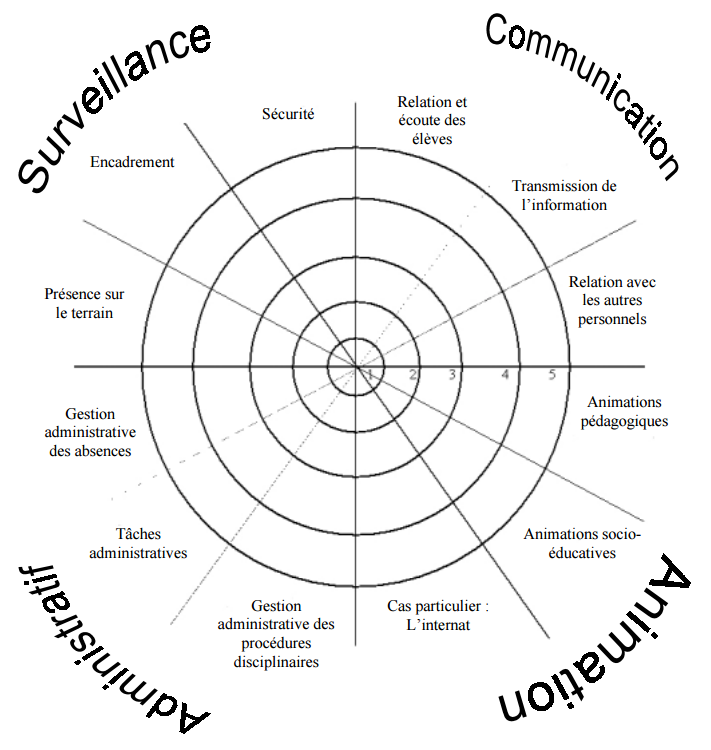 Surveillance
Communication
Sécurité
Relation et
écoute des
élèves
Encadrement
Transmission de
l'information
Présence sur
le terrain
Relation avec
les autres
personnels
1 2 3 4 5
Gestion
administrative
des absences
Animations
pédagogiques
Tâches
administratives
Animations socio-
éducatives
Gestion
administrative des
procédures
disciplinaires
Cas particulier :
L'internat
Administratif
Animation